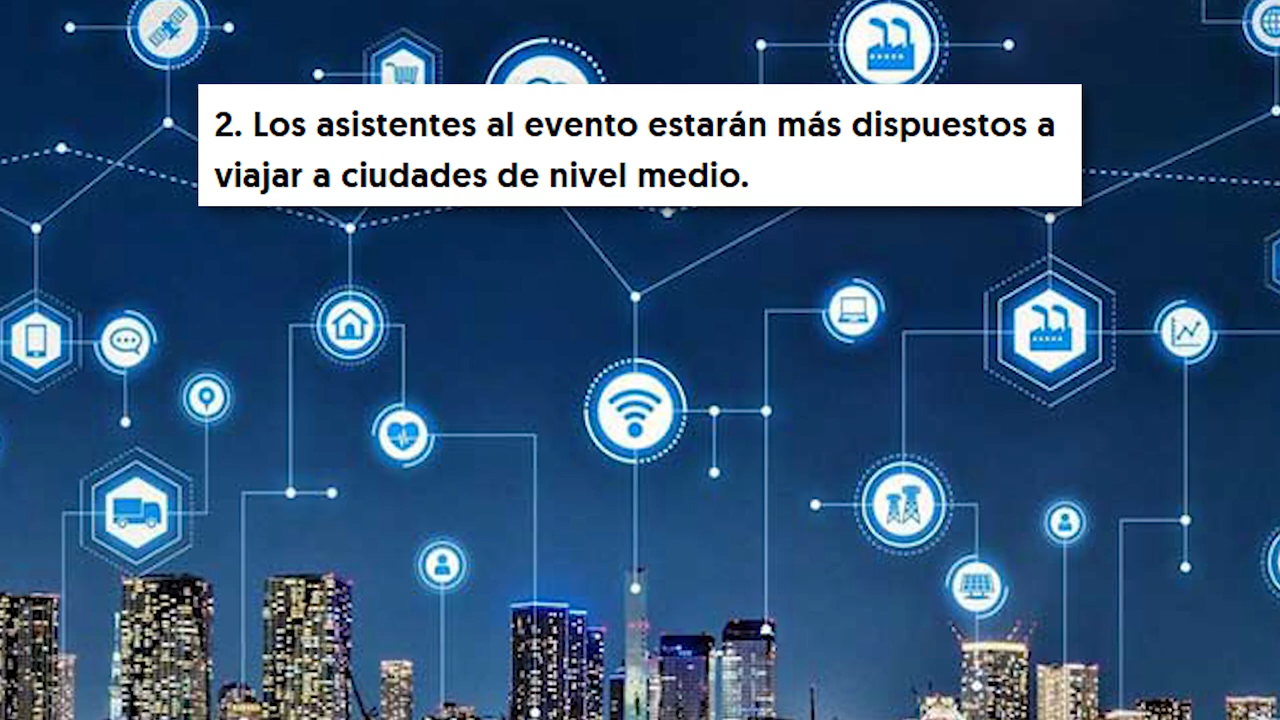 2. Los asistentes al evento estarán más dispuestos a
viajar a ciudades de nivel medio.